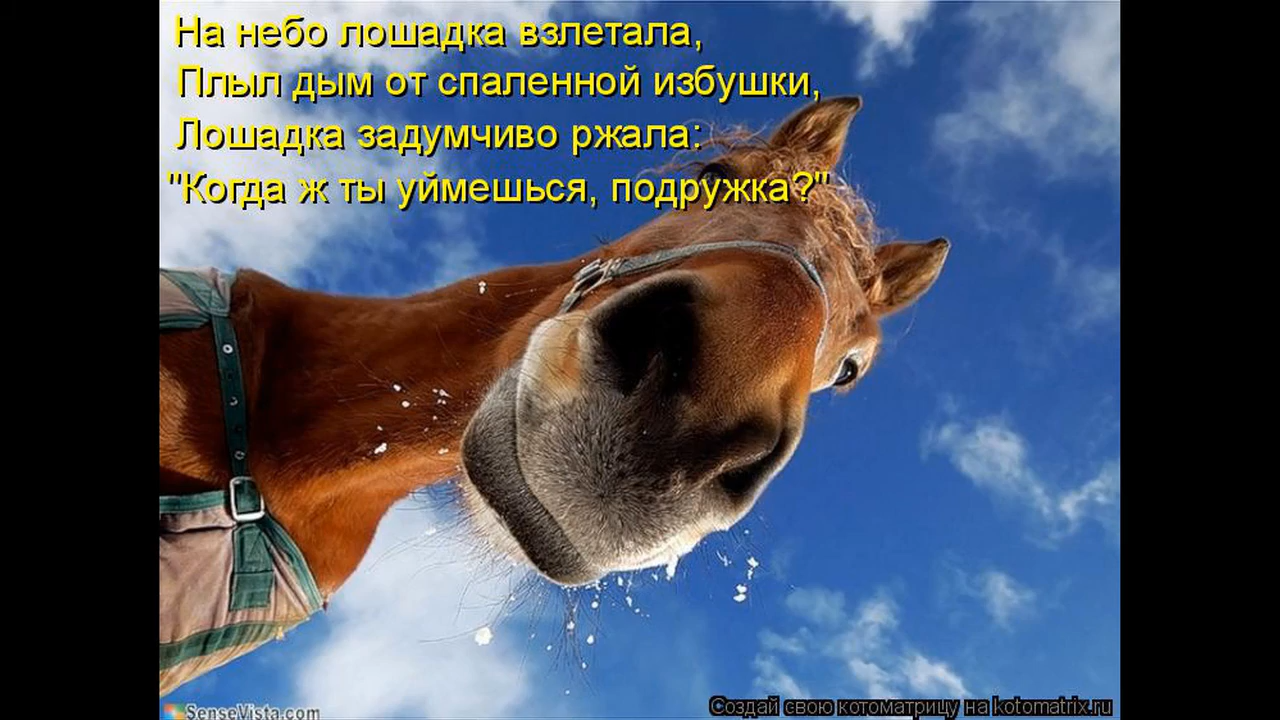 На небо лошадка взлетала,
Плыл дым от спаленной избушки,
Лошадка задумчиво ржала:
"Когда ж ты уймешься, подружка?"
SenseVista.com
Создай свою котоматрицу на kotomatrix.ru